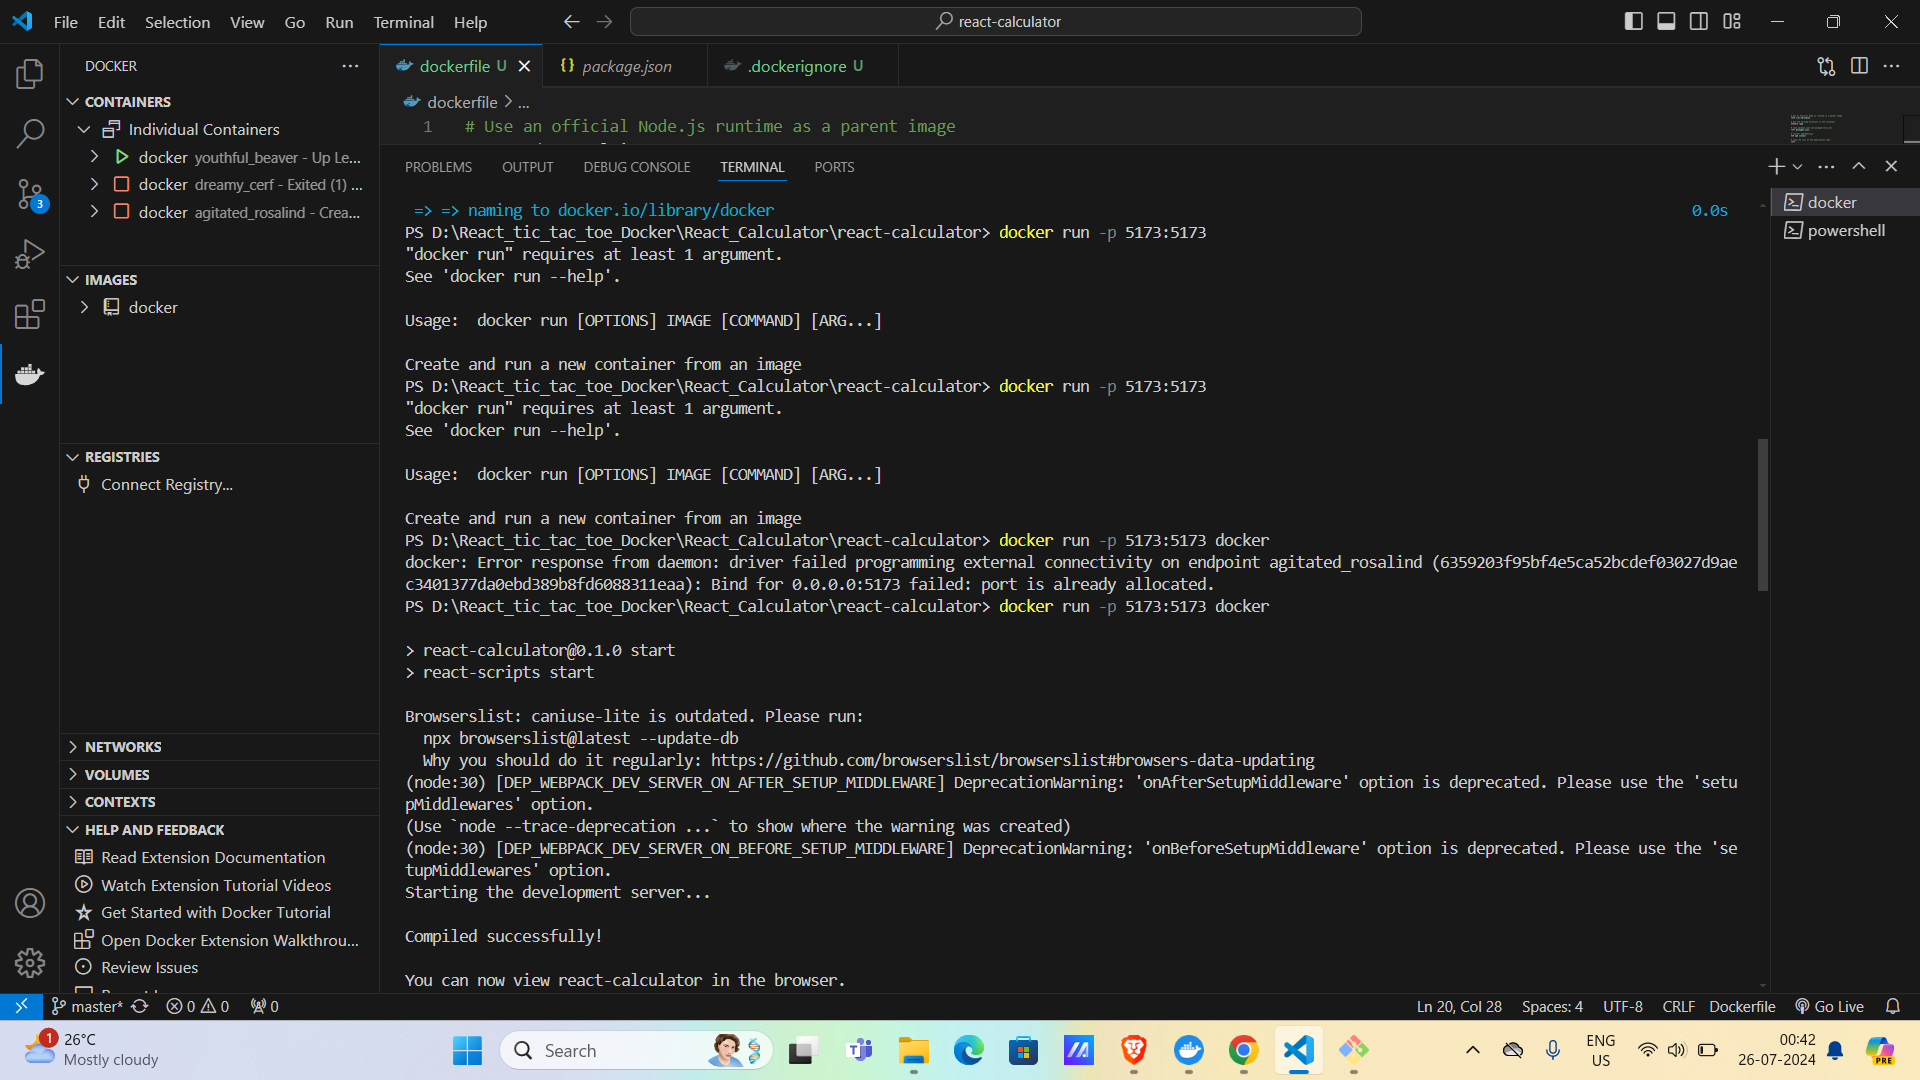 File Edit Selection View Go Run Terminal Help
react-calculator
DOCKER
CONTAINERS
Individual Containers
docker youthful_beaver - Up Le...
docker dreamy_cerf - Exited (1) ...
docker agitated_rosalind - Crea...
IMAGES
docker
REGISTRIES
Connect Registry...
NETWORKS
VOLUMES
CONTEXTS
HELP AND FEEDBACK
Read Extension Documentation
Watch Extension Tutorial Videos
Get Started with Docker Tutorial
Open Docker Extension Walkthrou...
Review Issues
dockerfile U
package.json
.dockerignore U
dockerfile > ...
1 # Use an official Node.js runtime as a parent image
PROBLEMS OUTPUT DEBUG CONSOLE TERMINAL PORTS
=> => naming to docker.io/library/docker 0.0s
PS D:\React_tic_tac_toe_Docker\React_Calculator\react-calculator> docker run -p 5173:5173
"docker run" requires at least 1 argument.
See 'docker run --help'.
Usage:  docker run [OPTIONS] IMAGE [COMMAND] [ARG...]
Create and run a new container from an image
PS D:\React_tic_tac_toe_Docker\React_Calculator\react-calculator> docker run -p 5173:5173
"docker run" requires at least 1 argument.
See 'docker run --help'.
Usage:  docker run [OPTIONS] IMAGE [COMMAND] [ARG...]
Create and run a new container from an image
PS D:\React_tic_tac_toe_Docker\React_Calculator\react-calculator> docker run -p 5173:5173 docker
docker: Error response from daemon: driver failed programming external connectivity on endpoint agitated_rosalind (6359203f95bf4e5ca52bcdef03027d9ae
c3401377da0ebd389b8fd6088311eaa): Bind for 0.0.0.0:5173 failed: port is already allocated.
PS D:\React_tic_tac_toe_Docker\React_Calculator\react-calculator> docker run -p 5173:5173 docker
> react-calculator@0.1.0 start
> react-scripts start
Browserslist: caniuse-lite is outdated. Please run:
npx browserslist@latest --update-db
Why you should do it regularly: https://github.com/browserslist/browserslist#browsers-data-updating
(node:30) [DEP_WEBPACK_DEV_SERVER_ON_AFTER_SETUP_MIDDLEWARE] DeprecationWarning: 'onAfterSetupMiddleware' option is deprecated. Please use the 'setu
pMiddlewares' option.
(Use `node --trace-deprecation ...` to show where the warning was created)
(node:30) [DEP_WEBPACK_DEV_SERVER_ON_BEFORE_SETUP_MIDDLEWARE] DeprecationWarning: 'onBeforeSetupMiddleware' option is deprecated. Please use the 'se
tupMiddlewares' option.
Starting the development server...
Compiled successfully!
You can now view react-calculator in the browser.
docker
powershell
3
master* 0 0 0
Ln 20, Col 28 Spaces: 4 UTF-8 CRLF Dockerfile Go Live
1
26°C
Mostly cloudy
Search
ENG
US
00:42
26-07-2024
PRE